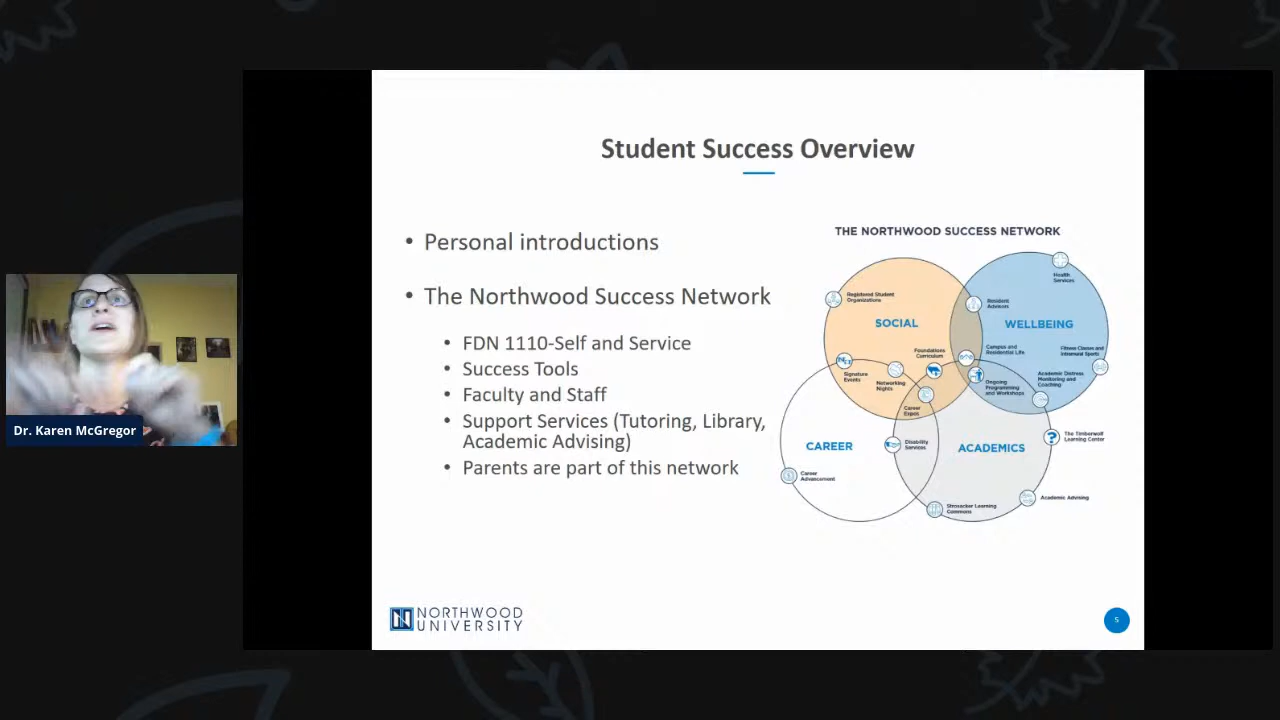 Student Success Overview
• Personal introductions
• The Northwood Success Network
• FDN 1110-Self and Service
• Success Tools
• Faculty and Staff
• Support Services (Tutoring, Library,
Academic Advising)
• Parents are part of this network
THE NORTHWOOD SUCCESS NETWORK
Health
Services
Registered Student
Organizations
Resident
Advisors
SOCIAL
WELLBEING
Foundations
Curriculum
Campus and
Residential Life
Fitness Classes and
Intramural Sports
Signature
Events
Networking
Nights
Ongoing
Programming
and Workshops
Academic Distress
Monitoring and
Coaching
Career
Expos
CAREER
Disability
Services
ACADEMICS
The Timberwolf
Learning Center
Career
Advancement
Strosacker Learning
Commons
Academic Advising
Dr. Karen McGregor
NORTHWOOD
UNIVERSITY
5